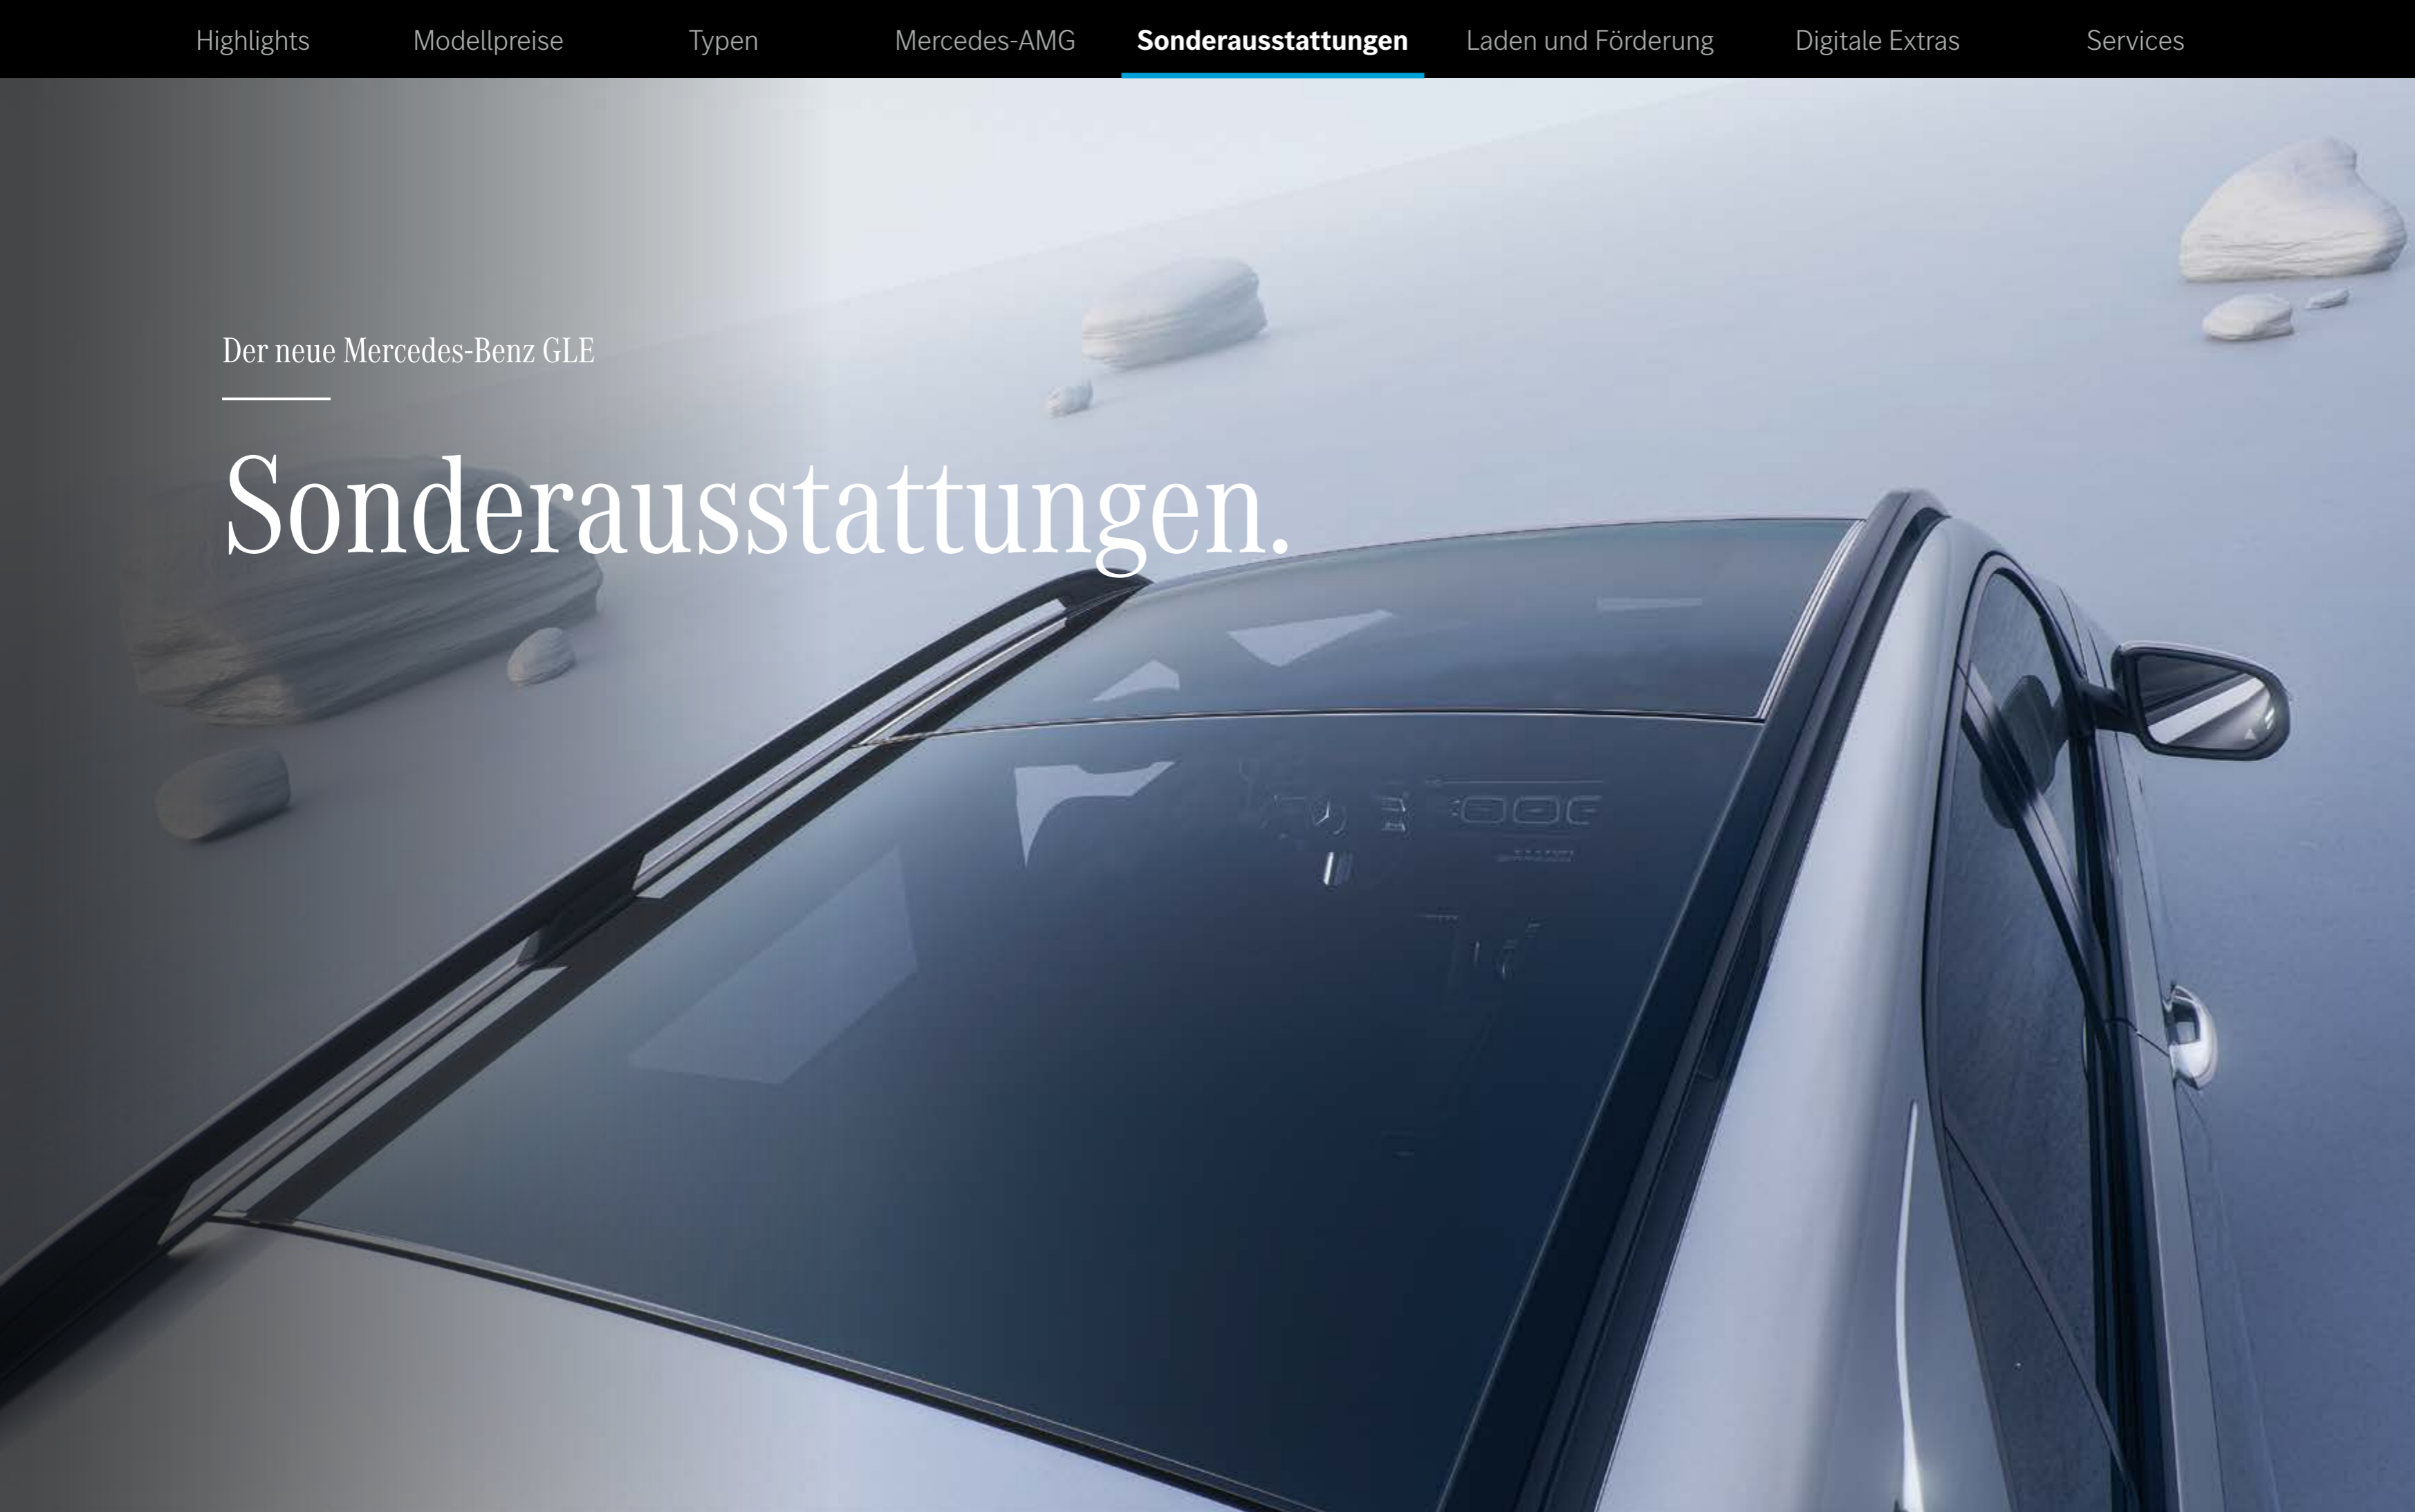 Highlights
Modellpreise
Typen
Mercedes-AMG
Sonderausstattungen
Laden und Förderung
Digitale Extras
Services
Der neue Mercedes-Benz GLE
Sonderausstattungen.